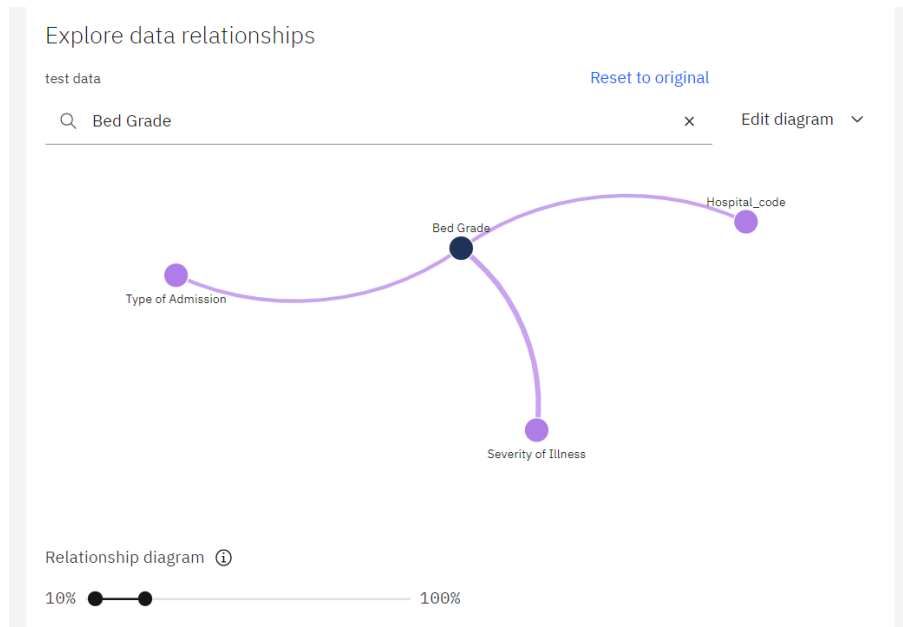 Explore data relationships
test data
Reset to original
Bed Grade
Edit diagram
Hospital_code
Bed Grade
Type of Admission
Severity of Illness
Relationship diagram
10% 100%